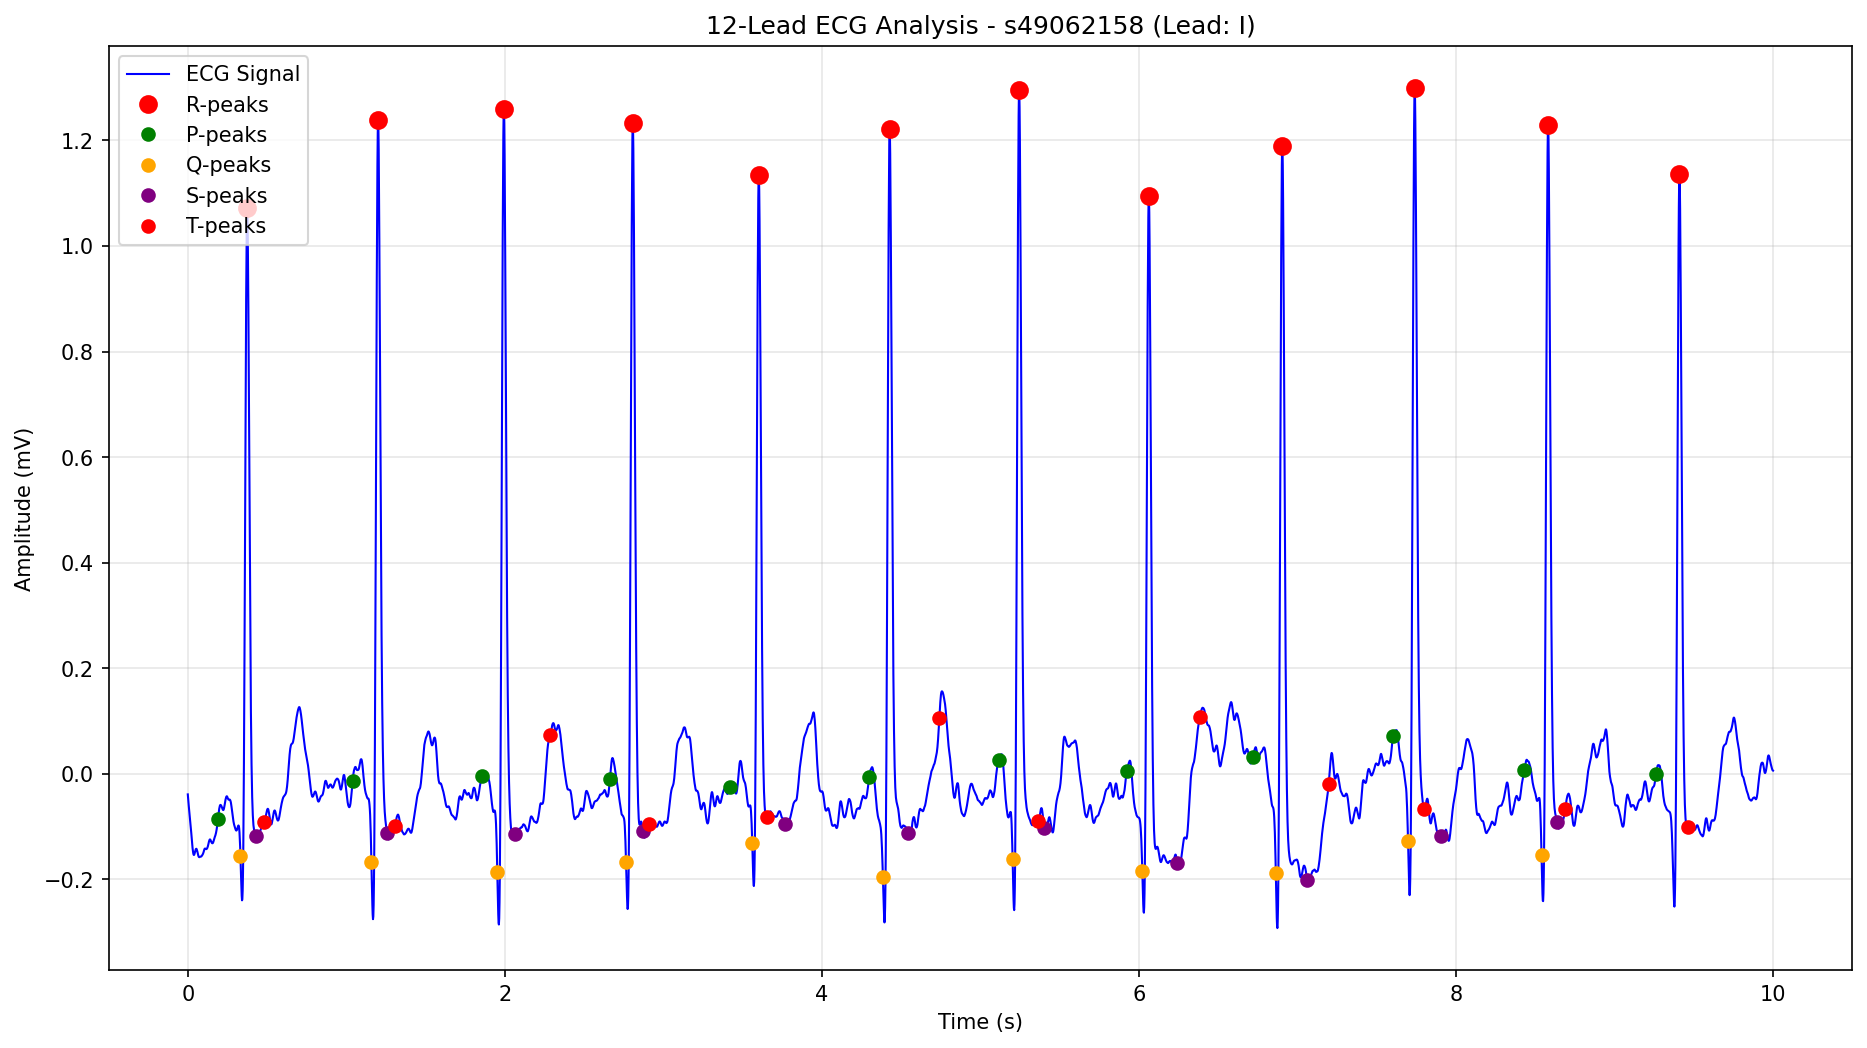 12-Lead ECG Analysis - s49062158 (Lead: I)
ECG Signal
R-peaks
P-peaks
Q-peaks
S-peaks
T-peaks
Amplitude (mV)
1.2
1.0
0.8
0.6
0.4
0.2
0.0
−0.2
0 2 4 6 8 10
Time (s)